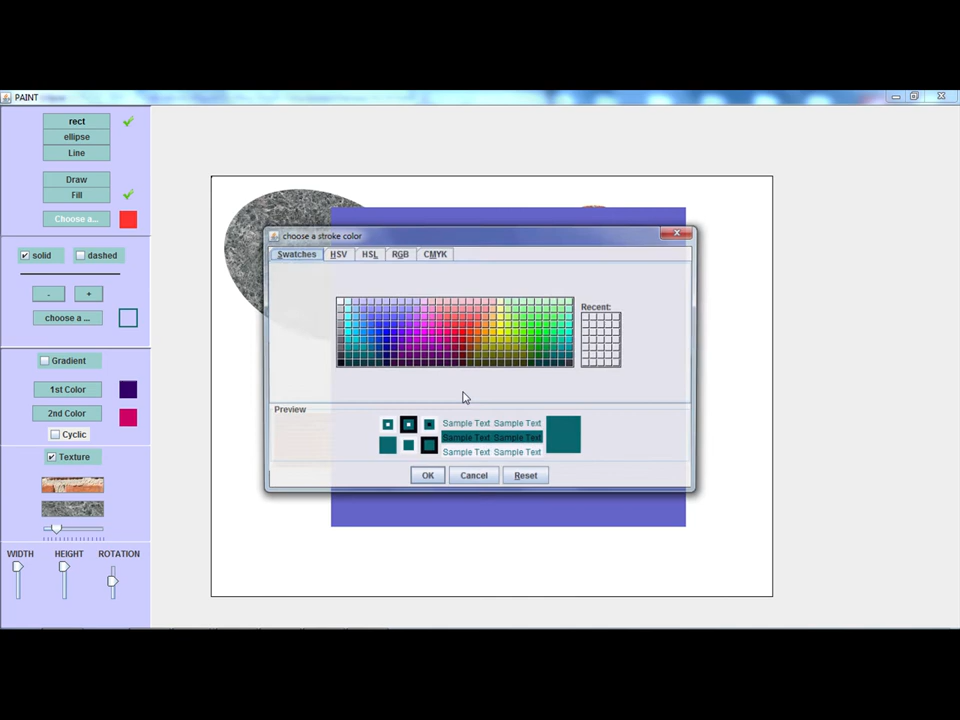 PAINT
rect
ellipse
Line
Draw
Fill
Choose a...
solid
dashed
-
+
choose a ...
Gradient
1st Color
2nd Color
Cyclic
Texture
WIDTH
HEIGHT
ROTATION
choose a stroke color
Swatches
HSV
HSL
RGB
CMYK
Recent:
Preview
Sample Text Sample Text
Sample Text Sample Text
Sample Text Sample Text
OK
Cancel
Reset